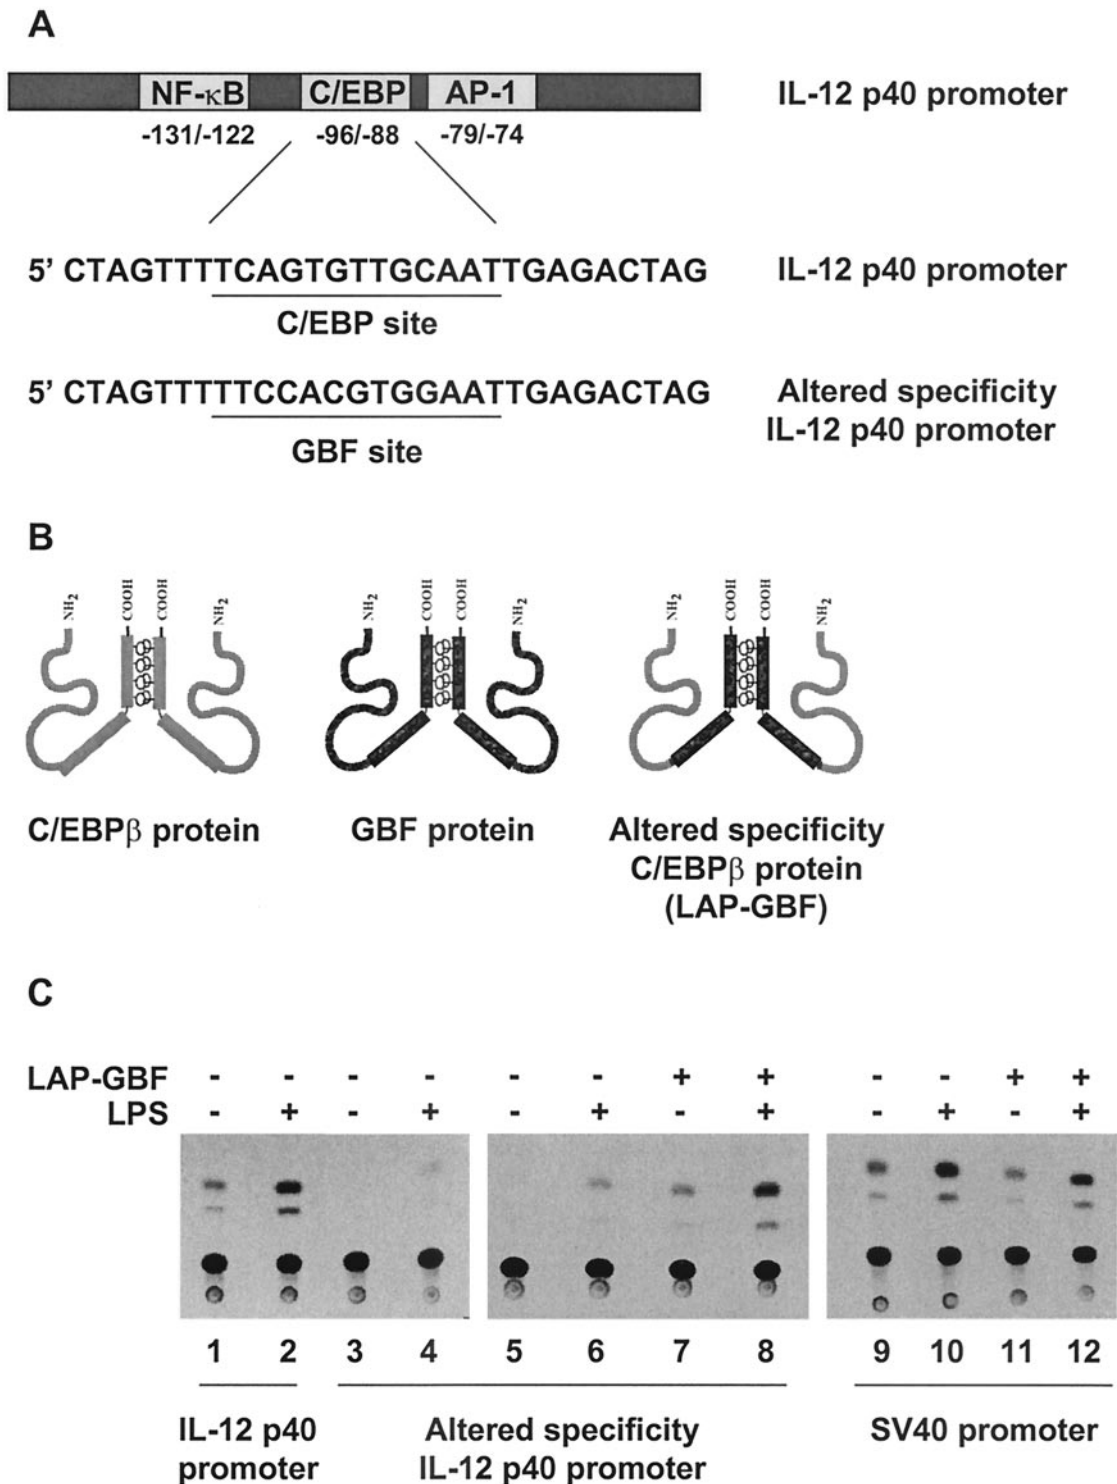 A
NF-κB C/EBP AP-1 IL-12 p40 promoter
-131/-122 -96/-88 -79/-74
5’ CTAGTTTTCAGTGTTGCAATTGAGACTAG IL-12 p40 promoter
C/EBP site
5’ CTAGTTTTTCCACGTGGAATTGAGACTAG Altered specificity
IL-12 p40 promoter
GBF site
B
NH2 COOH COOH NH2 NH2 COOH COOH NH2 NH2 COOH COOH NH2
C/EBPβ protein GBF protein Altered specificity
C/EBPβ protein
(LAP-GBF)
C
LAP-GBF - - - - - - + + - - + +
LPS - + - + - + - + - + - +
1 2 3 4 5 6 7 8 9 10 11 12
IL-12 p40 Altered specificity SV40 promoter
promoter IL-12 p40 promoter